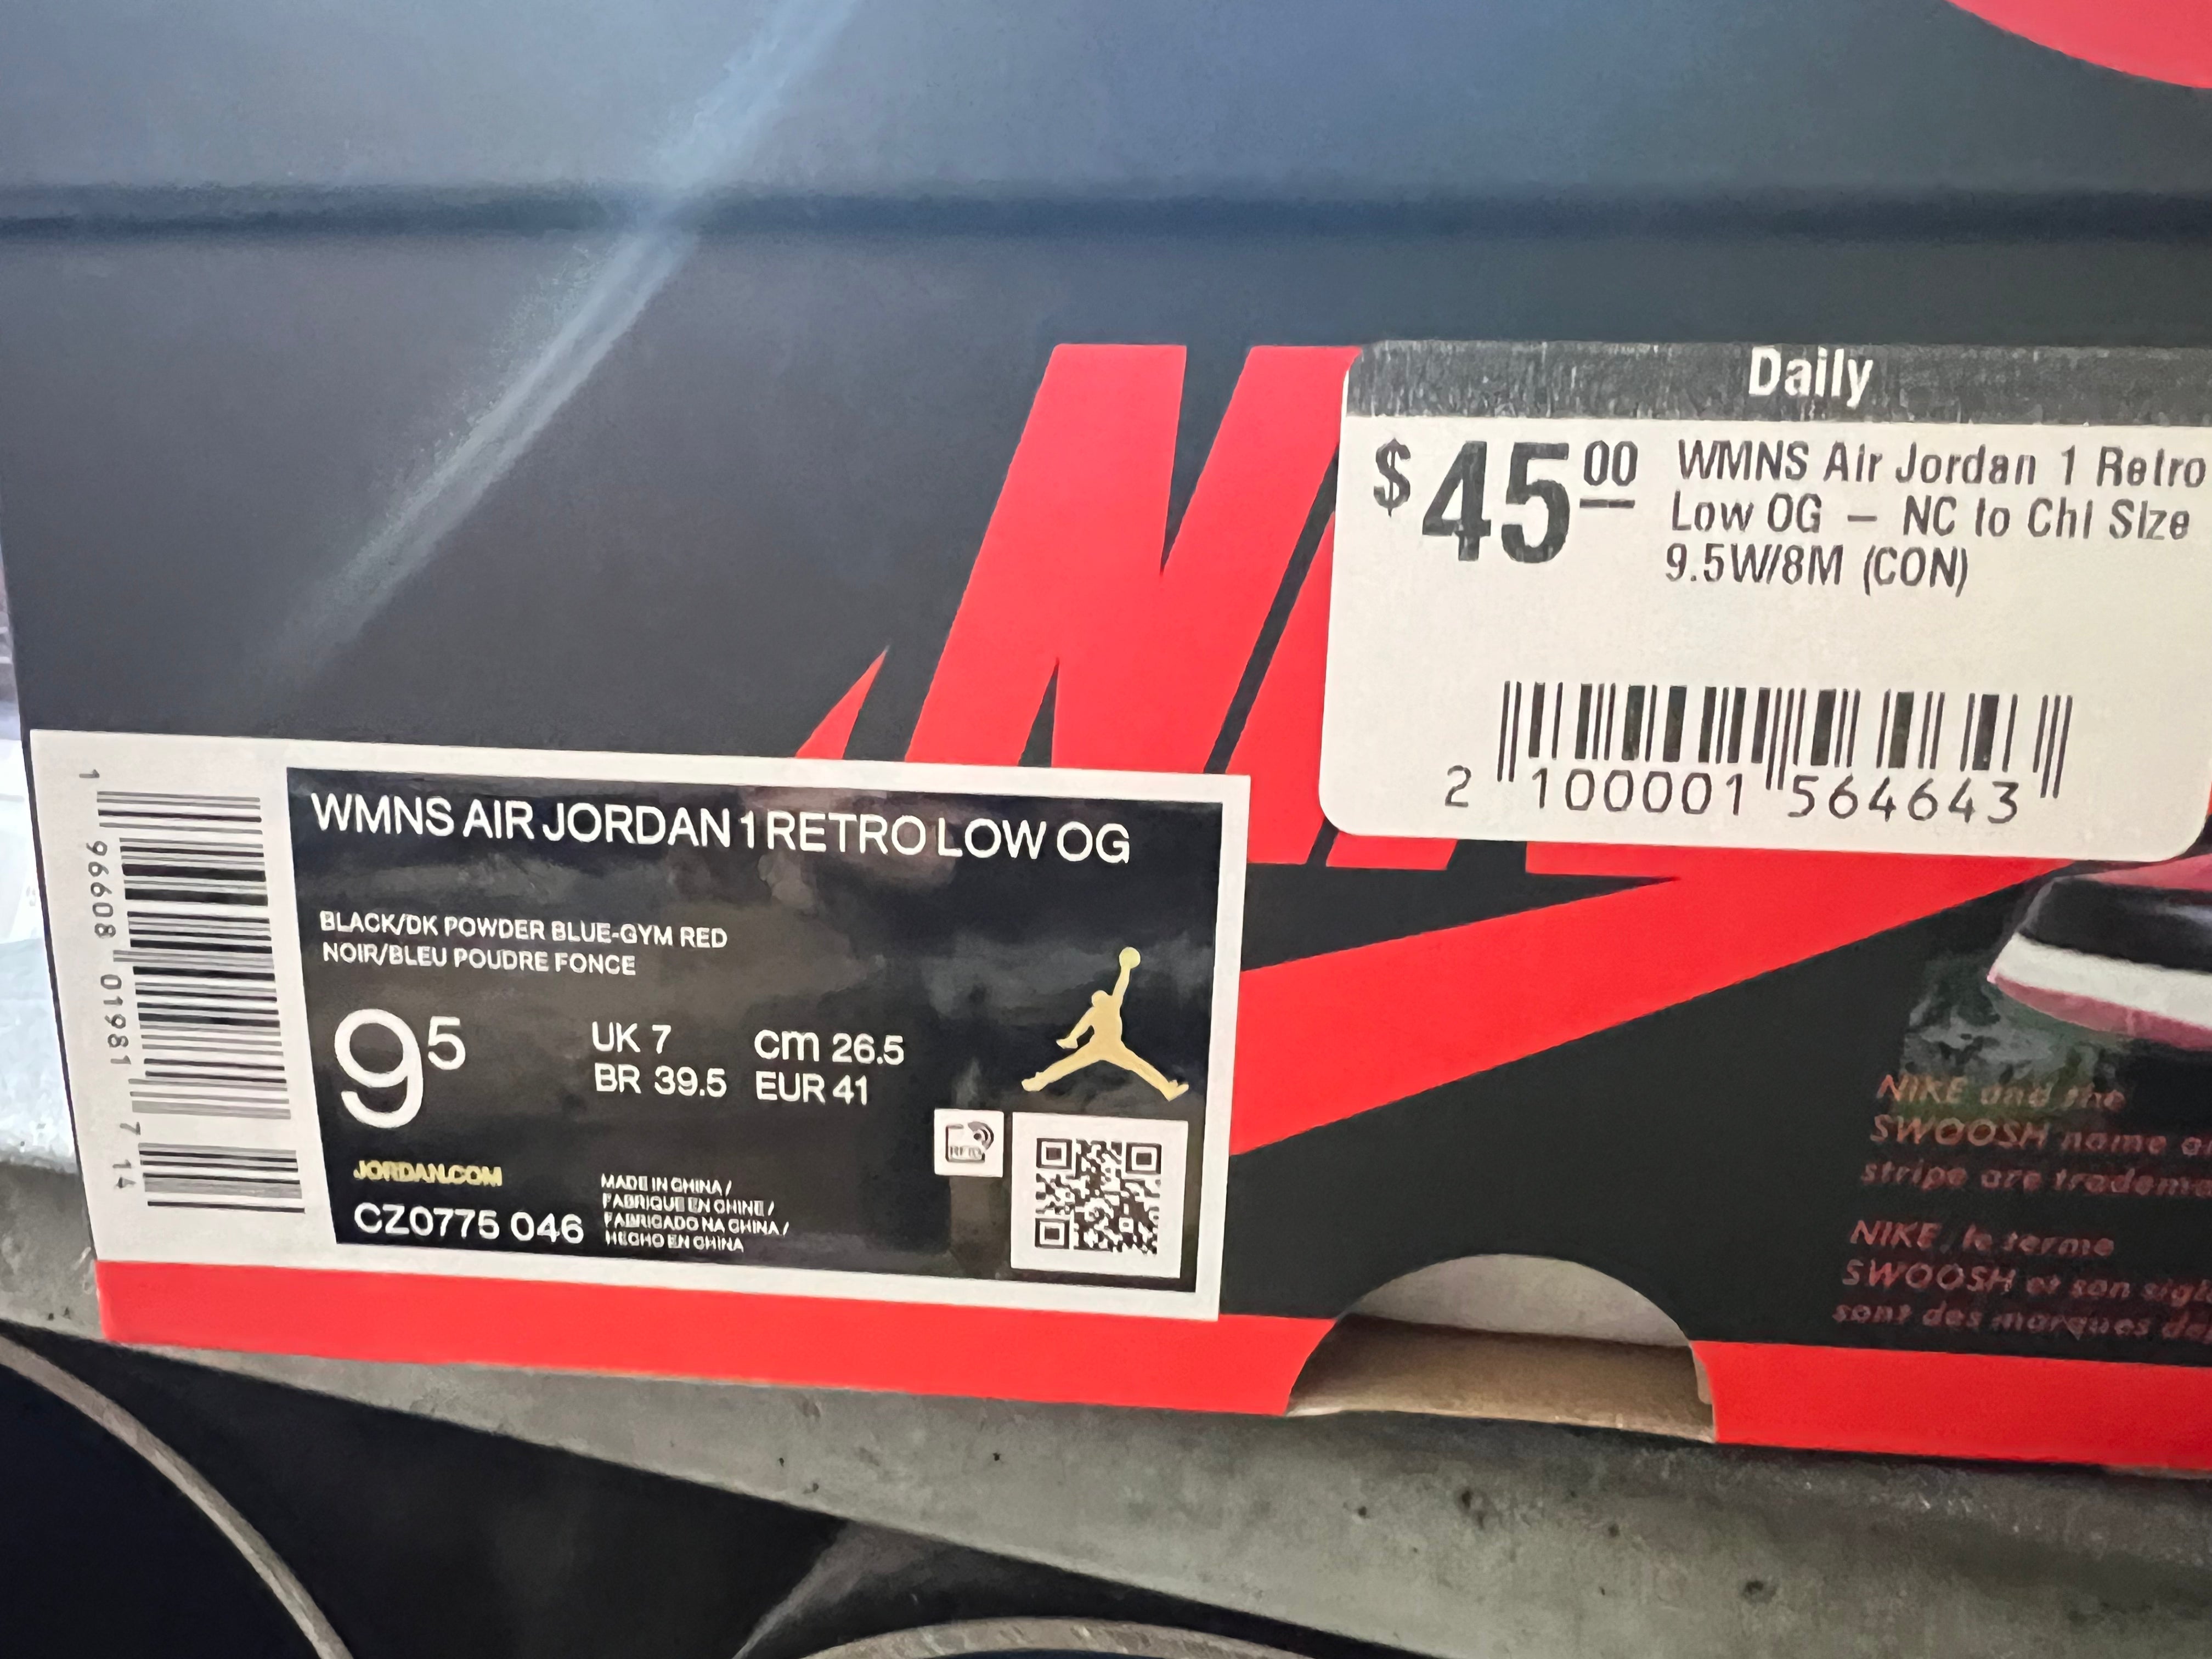 Daily
$45 00
WMNS Air Jordan 1 Retro
Low OG – NC to Chi Size
9.5W/8M (CON)
2 100001 564643
WMNS AIR JORDAN 1 RETRO LOW OG
BLACK/DK POWDER BLUE-GYM RED
NOIR/BLEU POUDRE FONCE
9 5
UK 7 cm 26.5
BR 39.5 EUR 41
JORDAN.COM
CZ0775 046
MADE IN CHINA /
FABRIQUE EN CHINE /
FABRICADO NA CHINA /
HECHO EN CHINA
RFID
1 96608 01981 7 14
NIKE and the
SWOOSH name
stripe are
NIKE, le terme
SWOOSH et son
sont des marques